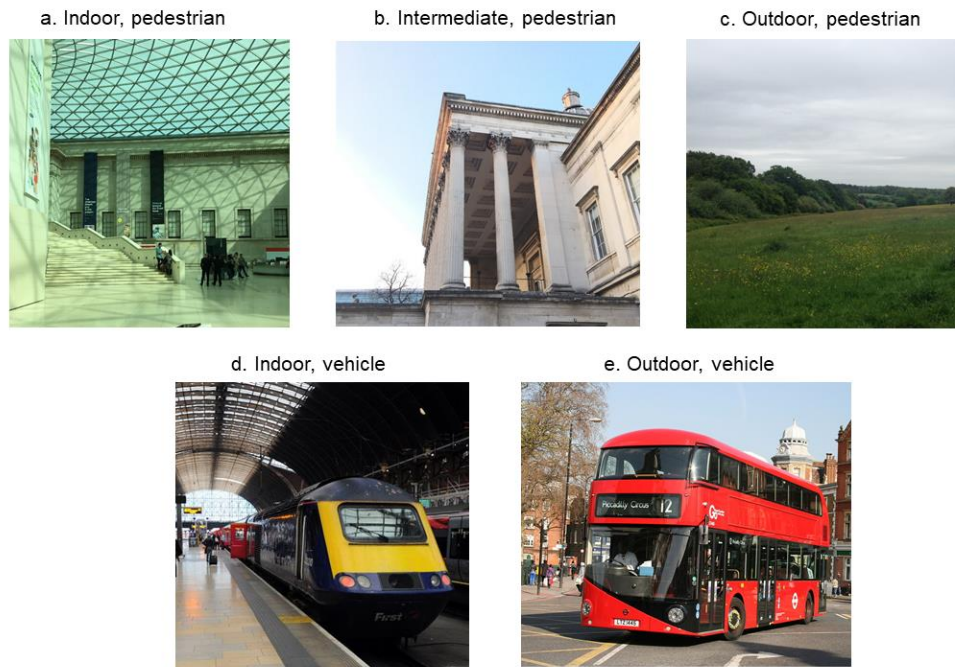 a. Indoor, pedestrian
b. Intermediate, pedestrian
c. Outdoor, pedestrian
d. Indoor, vehicle
e. Outdoor, vehicle
First
Piccadilly Circus 12